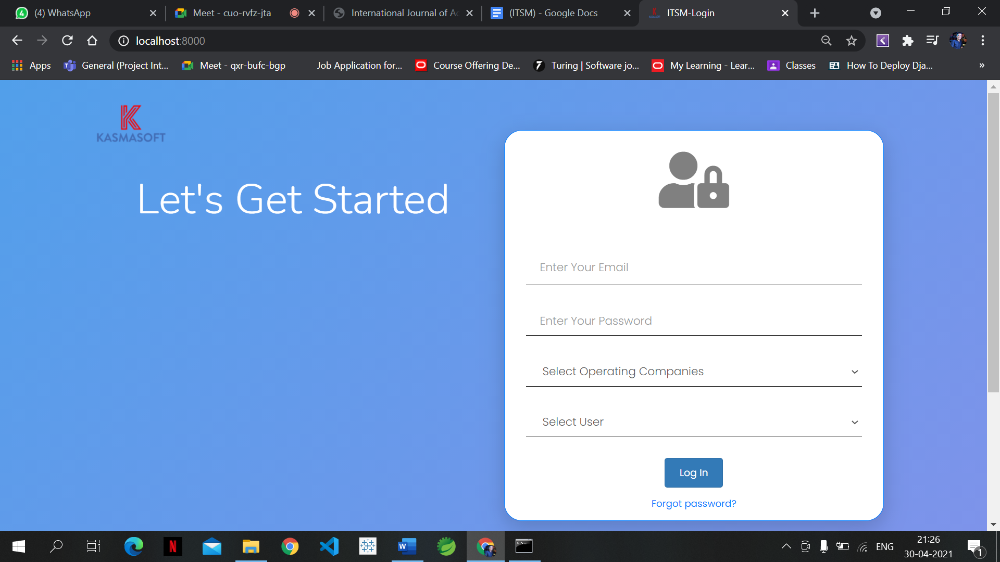 (4) WhatsApp
Meet - cuo-rvfz-jta
International Journal of Ac
(ITSM) - Google Docs
ITSM-Login
localhost:8000
Apps
General (Project Int...
Meet - qxr-bufc-bgp
Job Application for...
Course Offering De...
Turing | Software jo...
My Learning - Lear...
Classes
How To Deploy Dja...
»
K
KASMASOFT
Let's Get Started
Enter Your Email
Enter Your Password
Select Operating Companies
Select User
Log In
Forgot password?
ENG
21:26
30-04-2021
1